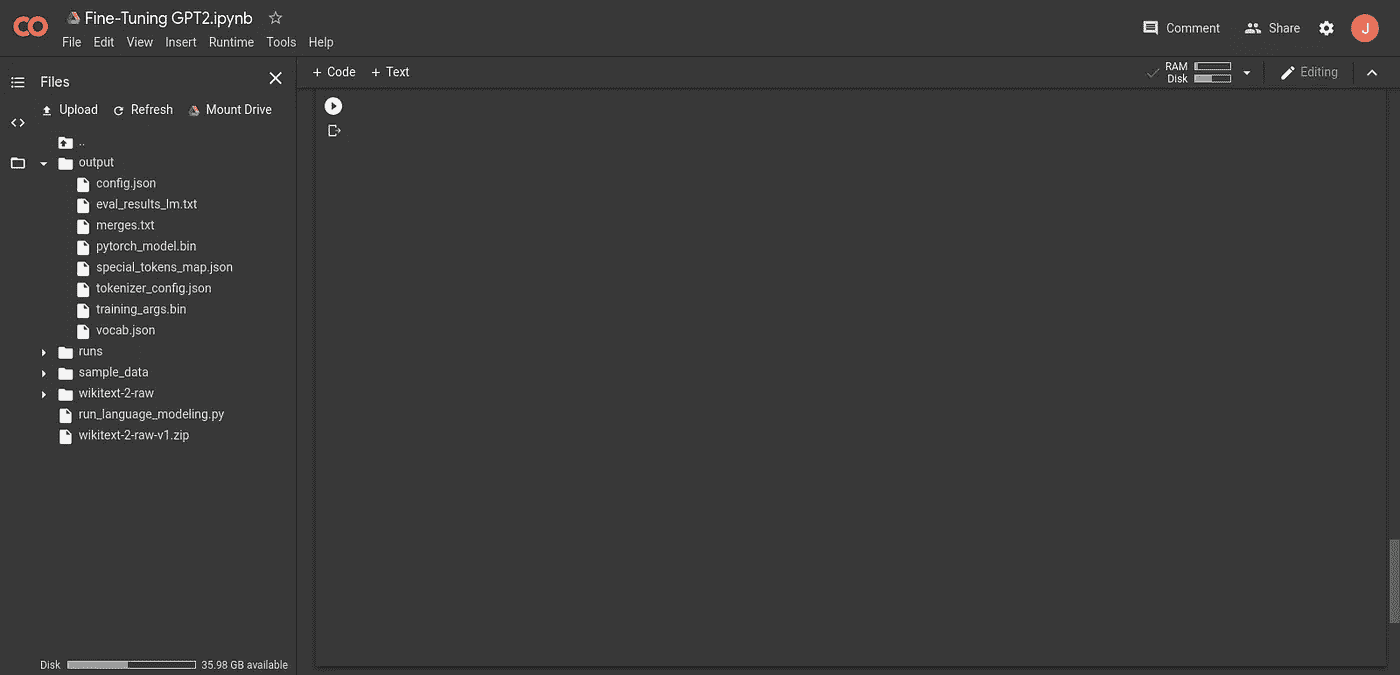 Fine-Tuning GPT2.ipynb
File Edit View Insert Runtime Tools Help
Comment Share J
Files
+ Code + Text
RAM
Disk
Editing
Upload Refresh Mount Drive
..
output
config.json
eval_results_lm.txt
merges.txt
pytorch_model.bin
special_tokens_map.json
tokenizer_config.json
training_args.bin
vocab.json
runs
sample_data
wikitext-2-raw
run_language_modeling.py
wikitext-2-raw-v1.zip
Disk 35.98 GB available